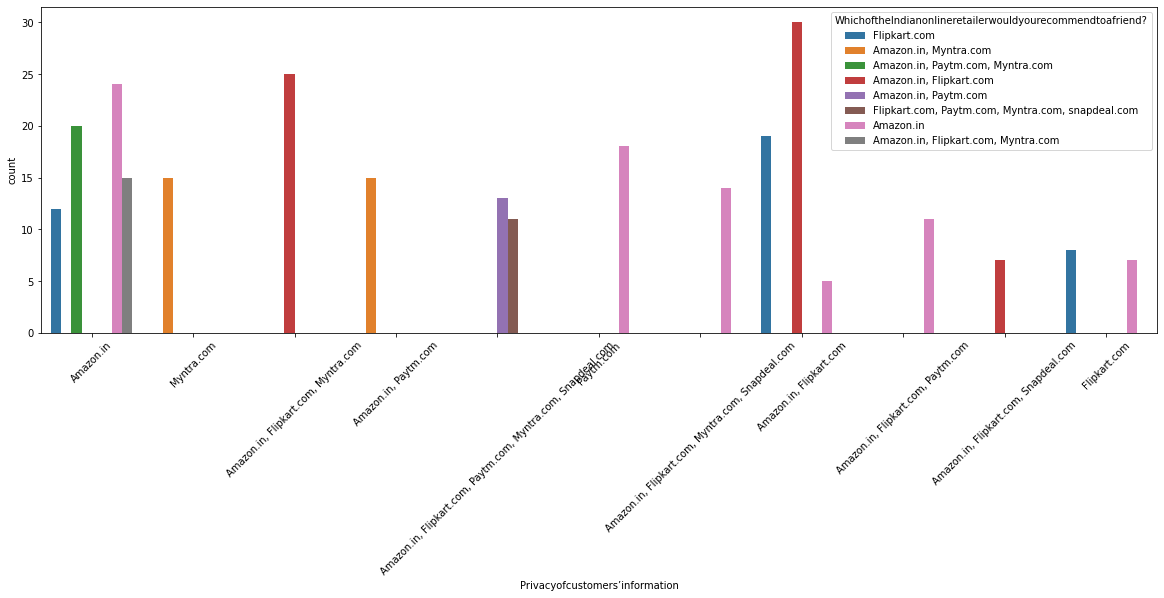 WhichoftheIndianonlineretailerwouldyourecommendtoafriend?
Flipkart.com
Amazon.in, Myntra.com
Amazon.in, Paytm.com, Myntra.com
Amazon.in, Flipkart.com
Amazon.in, Paytm.com
Flipkart.com, Paytm.com, Myntra.com, snapdeal.com
Amazon.in
Amazon.in, Flipkart.com, Myntra.com
count
30
25
20
15
10
5
0
Amazon.in
Myntra.com
Amazon.in, Flipkart.com, Myntra.com
Amazon.in, Paytm.com
Amazon.in, Flipkart.com, Paytm.com, Myntra.com, Snapdeal.com
Paytm.com
Amazon.in, Flipkart.com, Myntra.com, Snapdeal.com
Amazon.in, Flipkart.com
Amazon.in, Flipkart.com, Paytm.com
Amazon.in, Flipkart.com, Snapdeal.com
Flipkart.com
Privacyofcustomers’information